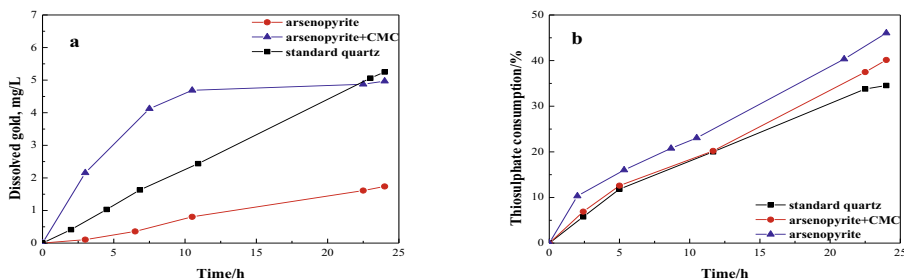 a
arsenopyrite
arsenopyrite+CMC
standard quartz
Dissolved gold, mg/L
7
6
5
4
3
2
1
0
0 5 10 15 20 25
Time/h
b
Thiosulphate consumption/%
50
40
30
20
10
0
standard quartz
arsenopyrite+CMC
arsenopyrite
0 5 10 15 20 25
Time/h